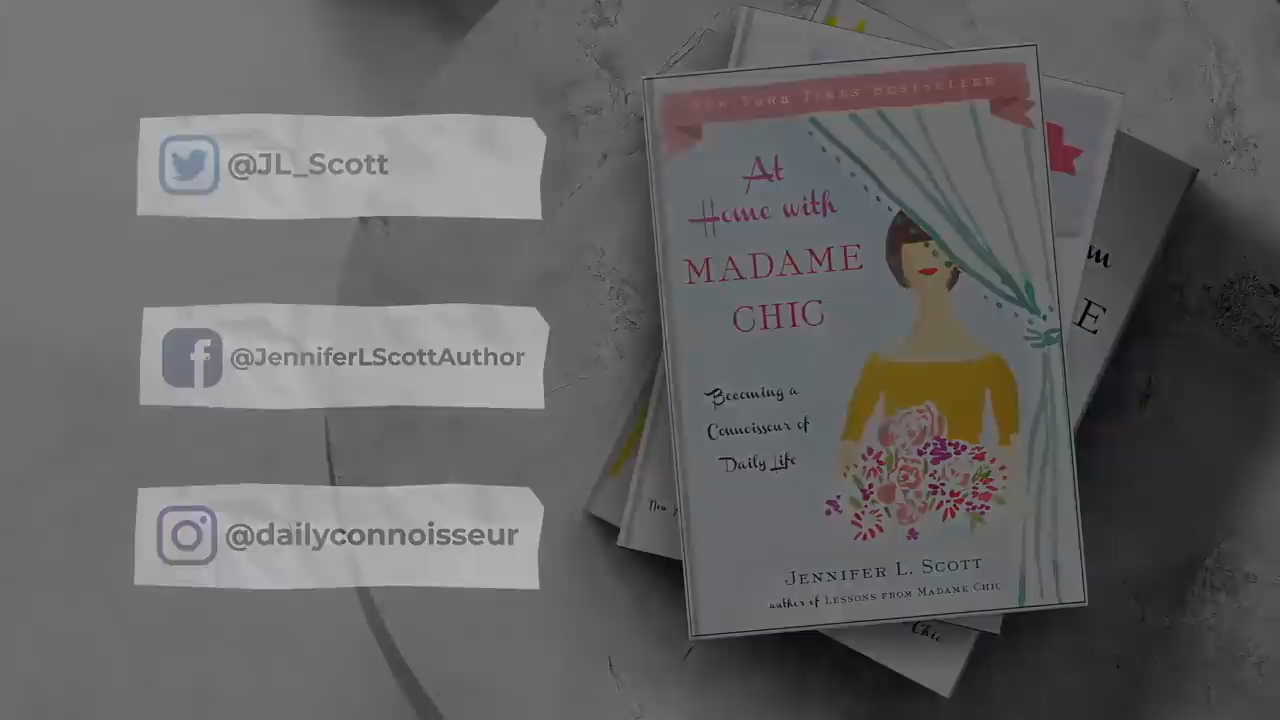 @JL_Scott
@JenniferLScottAuthor
@dailyconnoisseur
New York Times Bestseller
At
Home with
MADAME
CHIC
Becoming a
Connoisseur of
Daily Life
JENNIFER L. SCOTT
author of LESSONS FROM MADAME CHIC
E
Chic